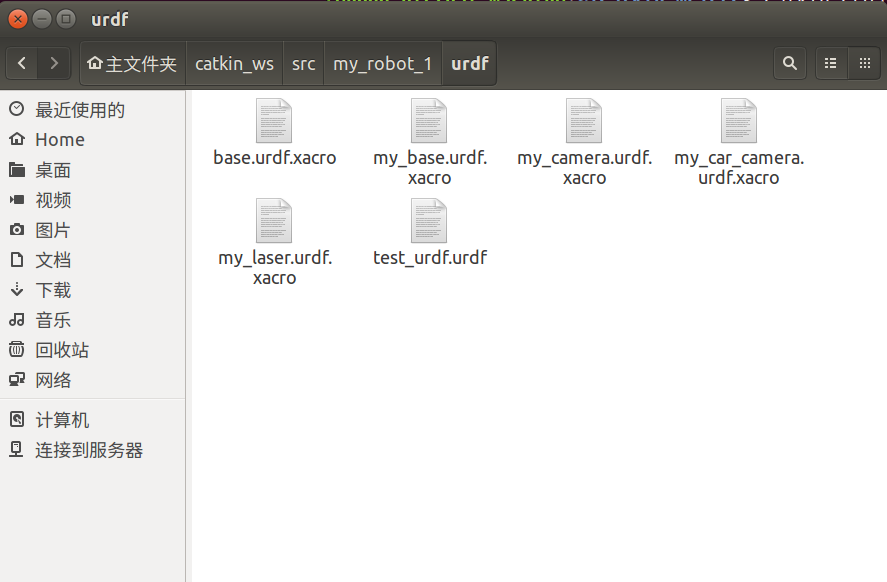 urdf
主文件夹 catkin_ws src my_robot_1 urdf
最近使用的
Home
桌面
视频
图片
文档
下载
音乐
回收站
网络
计算机
连接到服务器
base.urdf.xacro
my_base.urdf.
xacro
my_camera.urdf.
xacro
my_car_camera.
urdf.xacro
my_laser.urdf.
xacro
test_urdf.urdf